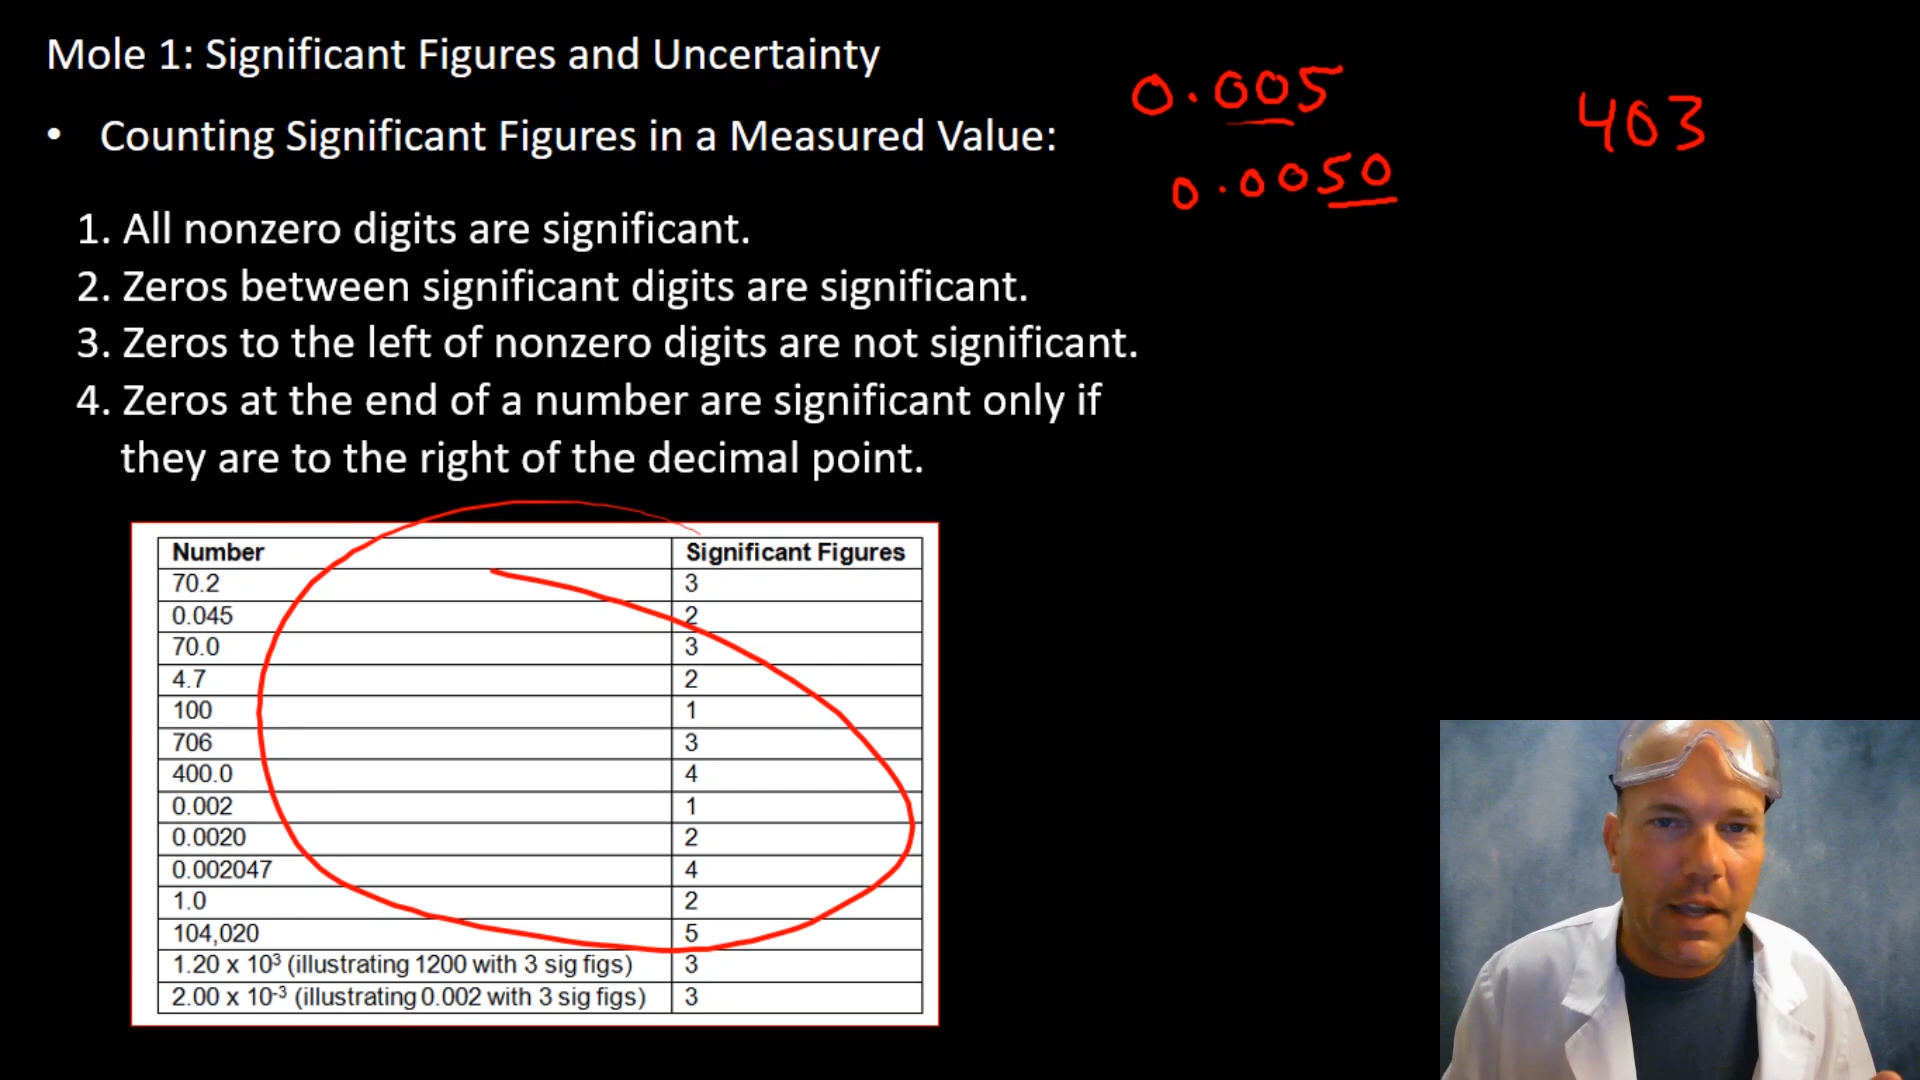 Mole 1: Significant Figures and Uncertainty
0.005
403
• Counting Significant Figures in a Measured Value:
0.0050
1. All nonzero digits are significant.
2. Zeros between significant digits are significant.
3. Zeros to the left of nonzero digits are not significant.
4. Zeros at the end of a number are significant only if
they are to the right of the decimal point.
Number Significant Figures
70.2 3
0.045 2
70.0 3
4.7 2
100 1
706 3
400.0 4
0.002 1
0.0020 2
0.002047 4
1.0 2
104,020 5
1.20 x 10³ (illustrating 1200 with 3 sig figs) 3
2.00 x 10⁻³ (illustrating 0.002 with 3 sig figs) 3